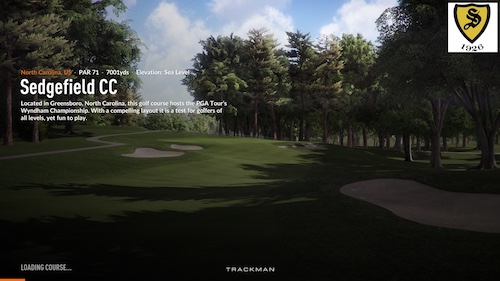 S
1926
North Carolina, US - PAR 71 - 7001yds - Elevation: Sea Level
Sedgefield CC
Located in Greensboro, North Carolina, this golf course hosts the PGA Tour's
Wyndham Championship. With a compelling layout it is a test for golfers of
all levels, yet fun to play.
LOADING COURSE...
TRACKMAN